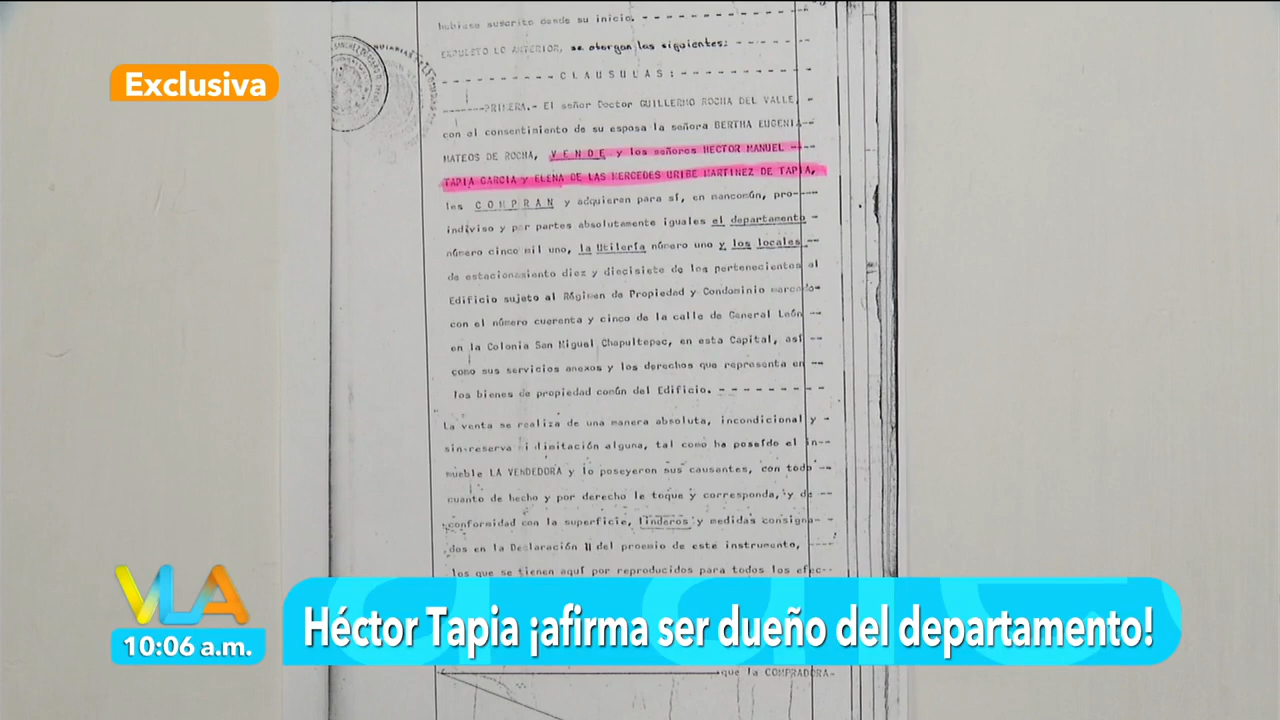 hubiese suscrito desde su inicio.
EXPUESTO LO ANTERIOR, se otorgan las siguientes:
C L A U S U L A S :
Exclusiva
PRIMERA.- El señor Doctor GUILLERMO ROCHA DEL VALLE,
con el consentimiento de su esposa la señora BERTHA EUGENIA
MATEOS DE ROCHA, V E N D E y los señores HECTOR MANUEL
TAPIA GARCIA y ELENA DE LAS MERCEDES URIBE MARTINEZ DE TAPIA,
les C O M P R A N y adquieren para sí, en mancomún, pro-
indiviso y por partes absolutamente iguales el departamento
número cinco mil uno, la Utilería número uno y los locales
de estacionamiento diez y diecisiete de los pertenecientes al
Edificio sujeto al Régimen de Propiedad y Condominio marcado
con el número cuarenta y cinco de la calle de General León
en la Colonia San Miguel Chapultepec, en esta Capital, así
como sus servicios anexos y los derechos que representa en
los bienes de propiedad común del Edificio.
La venta se realiza de una manera absoluta, incondicional y
sin reserva ni limitación alguna, tal como ha poseído el in-
mueble LA VENDEDORA y lo poseyeron sus causantes, con todo
cuanto de hecho y por derecho le toque y corresponda, y de
conformidad con la superficie, linderos y medidas consigna-
dos en la Declaración II del proemio de este instrumento,
los que se tienen aquí por reproducidos para todos los efec-
VLA
10:06 a.m.
Héctor Tapia ¡afirma ser dueño del departamento!
que la COMPRADORA-